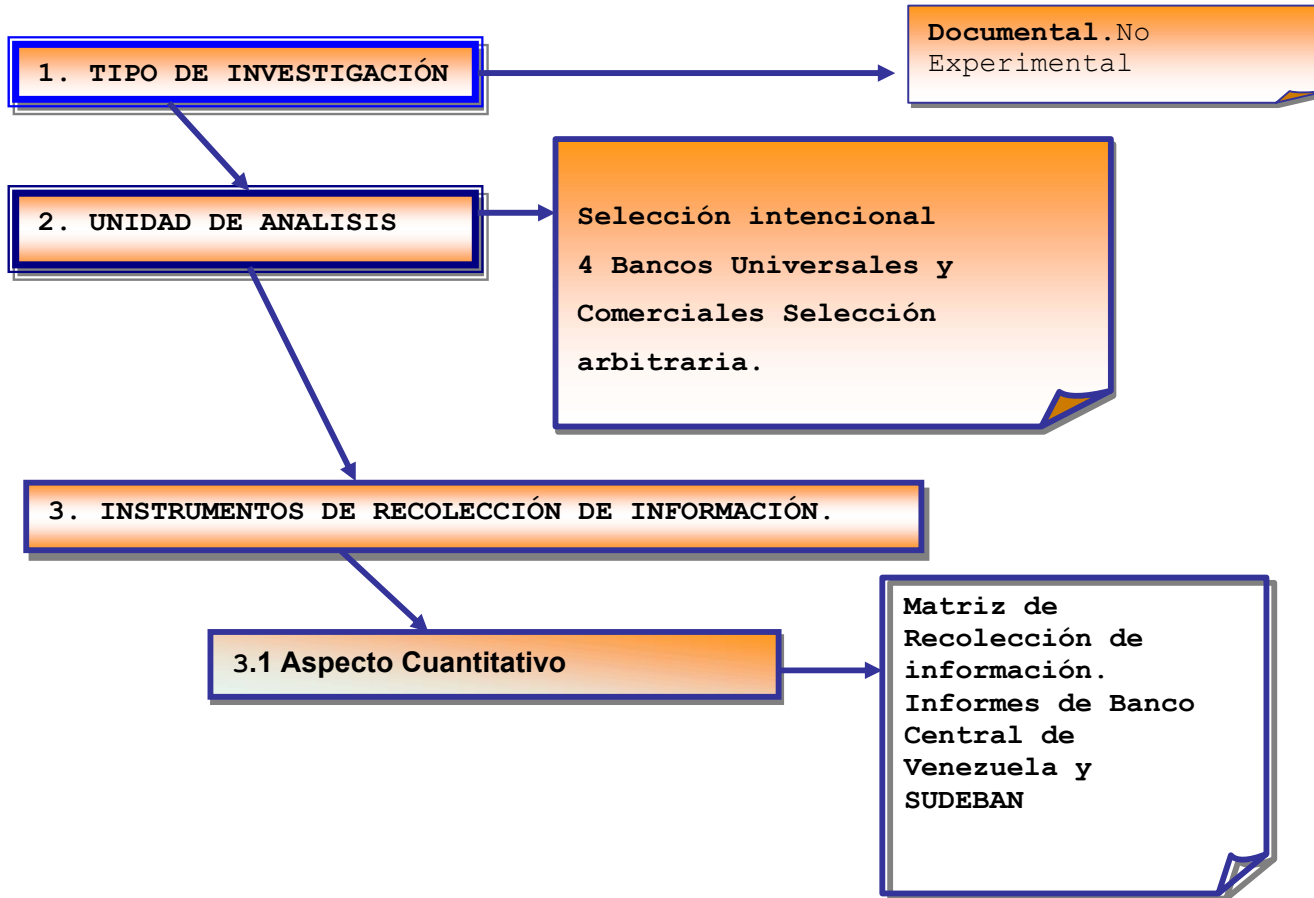 1. TIPO DE INVESTIGACIÓN
Documental.No
Experimental
2. UNIDAD DE ANALISIS
Selección intencional
4 Bancos Universales y
Comerciales Selección
arbitraria.
3. INSTRUMENTOS DE RECOLECCIÓN DE INFORMACIÓN.
3.1 Aspecto Cuantitativo
Matriz de
Recolección de
información.
Informes de Banco
Central de
Venezuela y
SUDEBAN